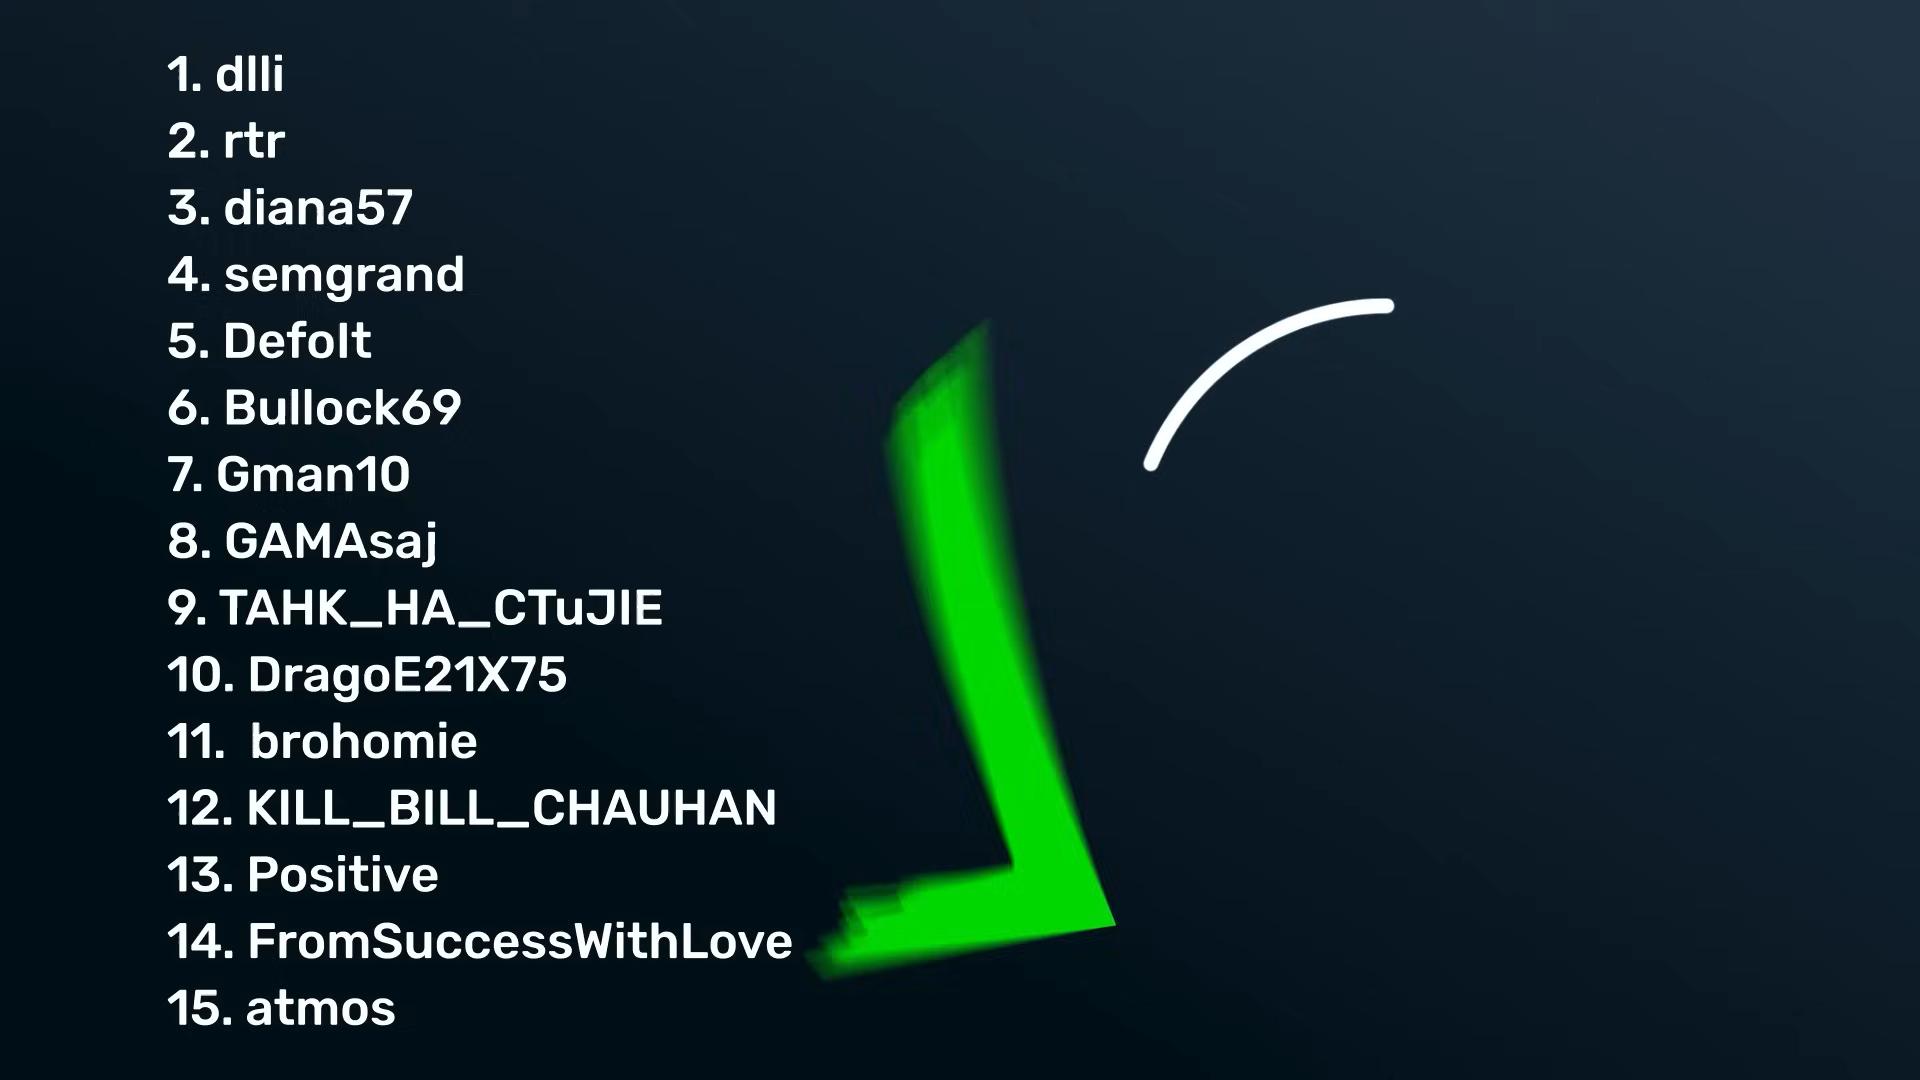 1. dlli
2. rtr
3. diana57
4. semgrand
5. Defolt
6. Bullock69
7. Gman10
8. GAMAsaj
9. TAHK_HA_CTuJIE
10. DragoE21X75
11. brohomie
12. KILL_BILL_CHAUHAN
13. Positive
14. FromSuccessWithLove
15. atmos